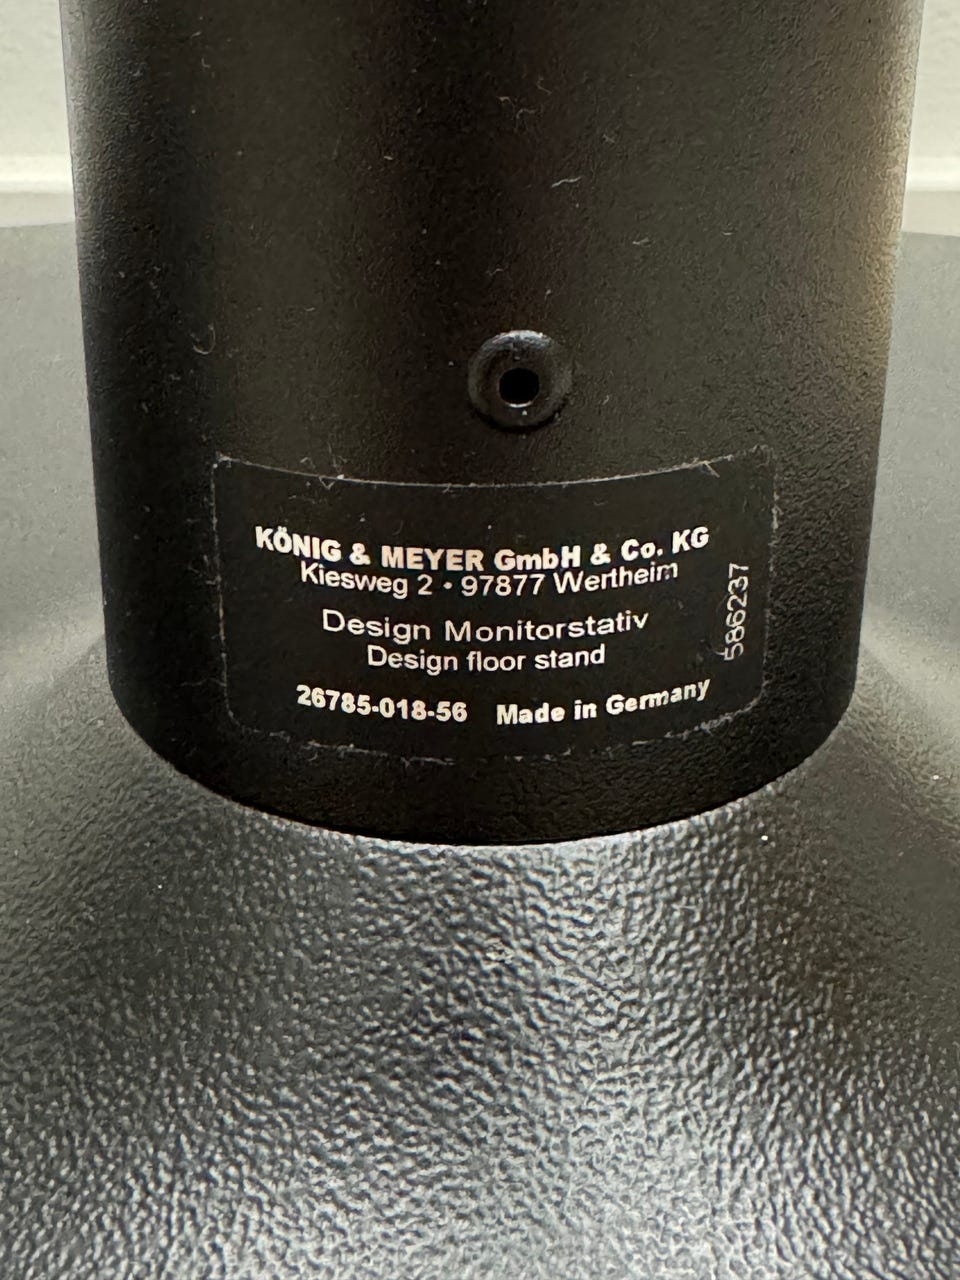 KÖNIG & MEYER GmbH & Co. KG
Kiesweg 2 • 97877 Wertheim
Design Monitorstativ
Design floor stand
26785-018-56 Made in Germany
586237